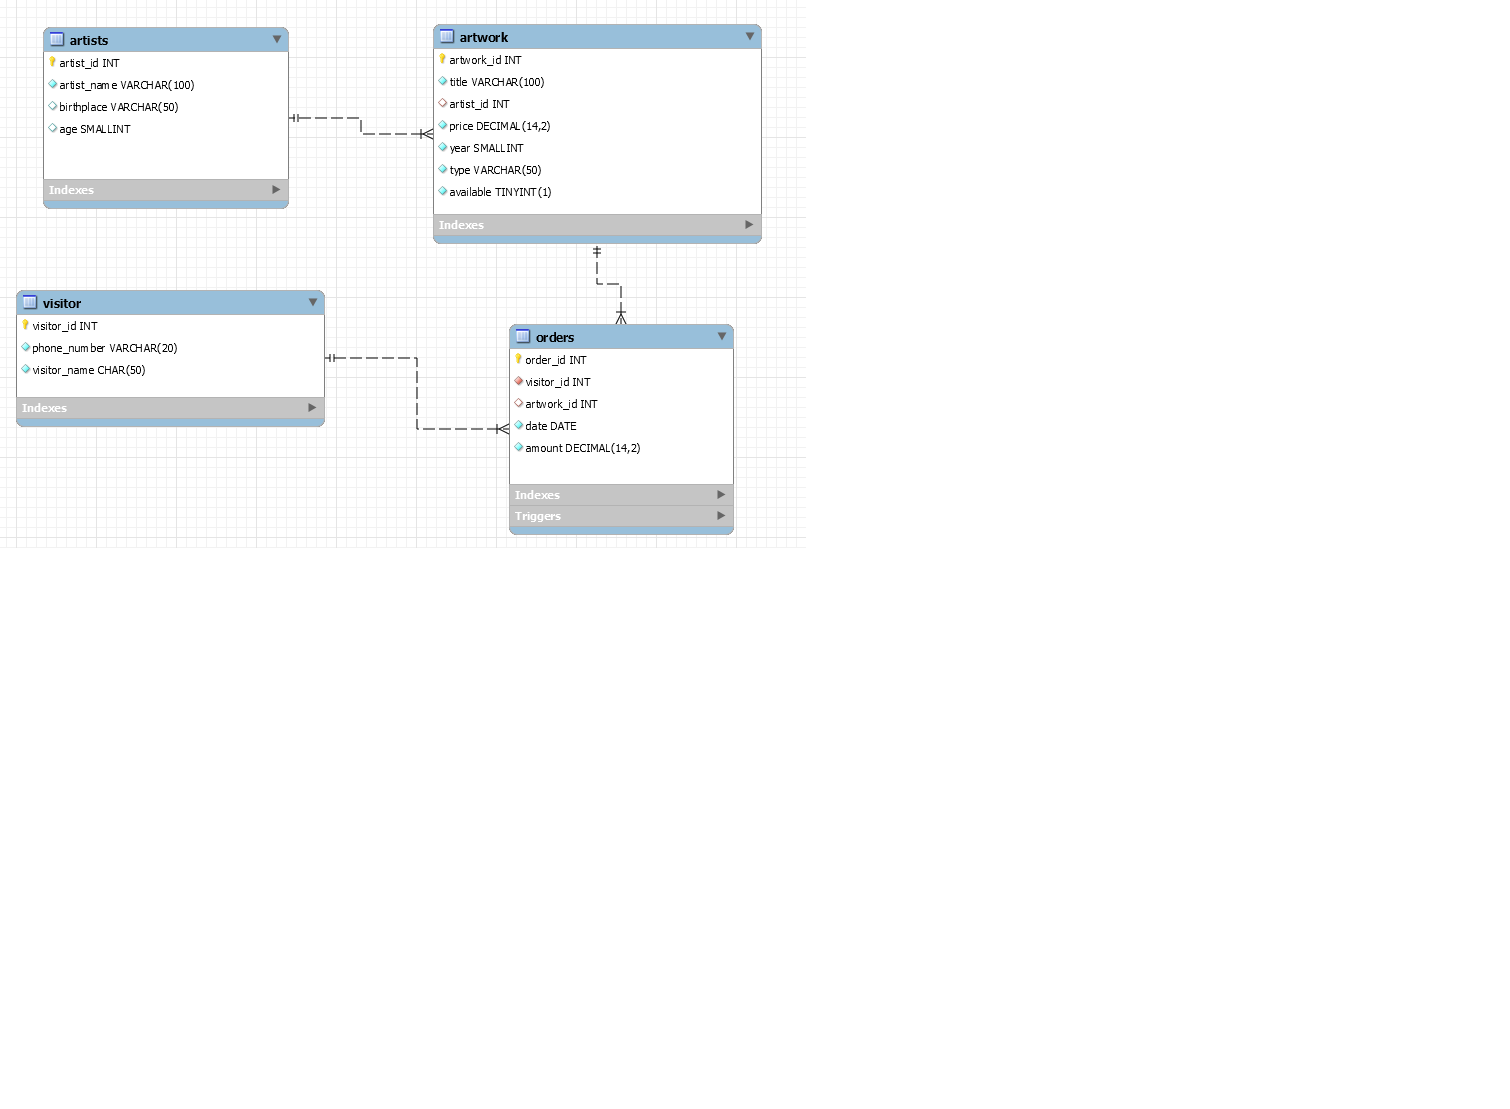 artists
artist_id INT
artist_name VARCHAR(100)
birthplace VARCHAR(50)
age SMALLINT
Indexes
artwork
artwork_id INT
title VARCHAR(100)
artist_id INT
price DECIMAL(14,2)
year SMALLINT
type VARCHAR(50)
available TINYINT(1)
Indexes
visitor
visitor_id INT
phone_number VARCHAR(20)
visitor_name CHAR(50)
Indexes
orders
order_id INT
visitor_id INT
artwork_id INT
date DATE
amount DECIMAL(14,2)
Indexes
Triggers